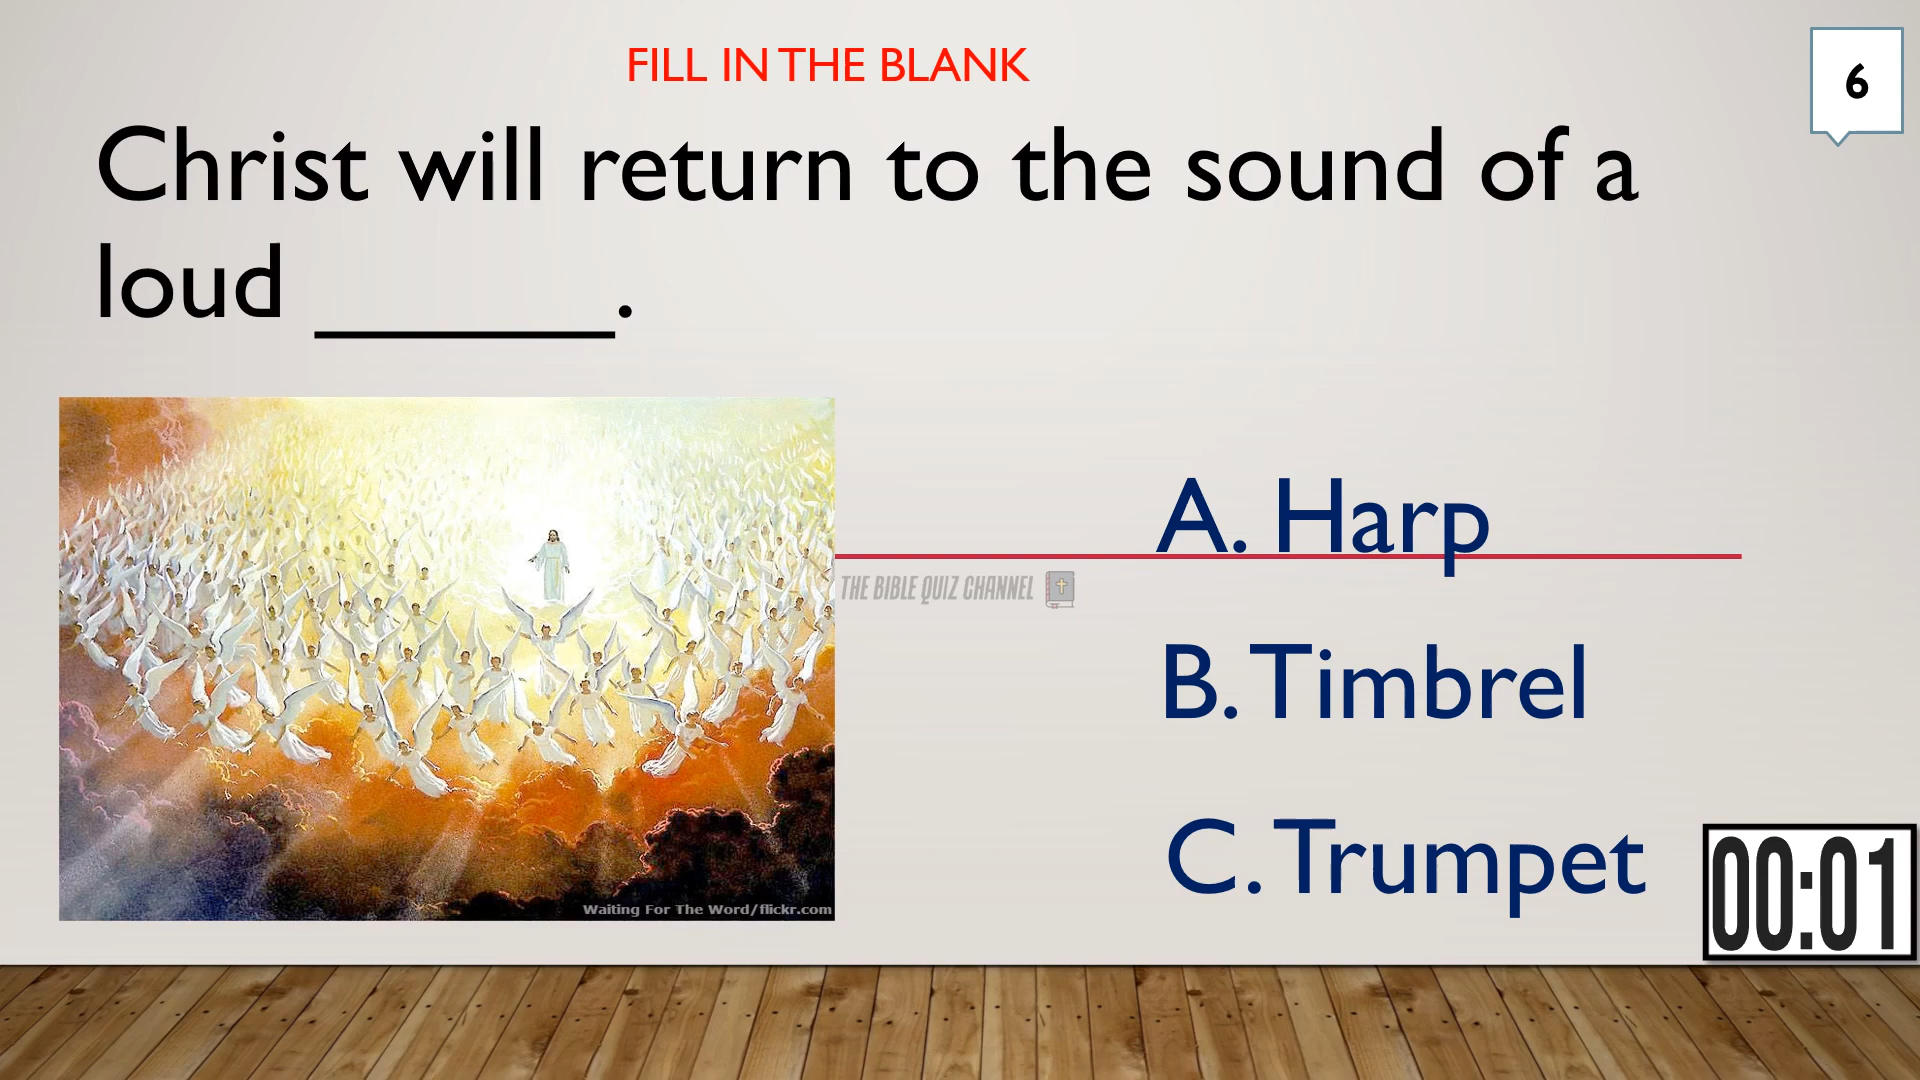 FILL IN THE BLANK
6
Christ will return to the sound of a
loud ______.
A. Harp
THE BIBLE QUIZ CHANNEL
B. Timbrel
C. Trumpet
00:01
Waiting For The Word/flickr.com